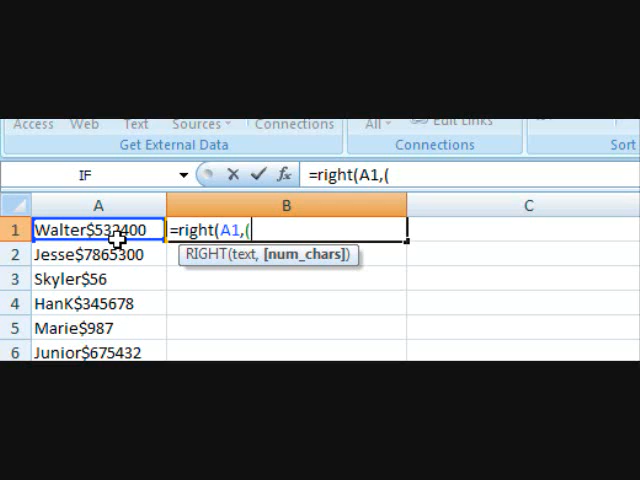 Access Web Text Sources Connections All Edit Links
Get External Data Connections Sort
IF =right(A1,(
A B C
1 Walter$532400 =right(A1,(
2 Jesse$7865300 RIGHT(text, [num_chars])
3 Skyler$56
4 HanK$345678
5 Marie$987
6 Junior$675432